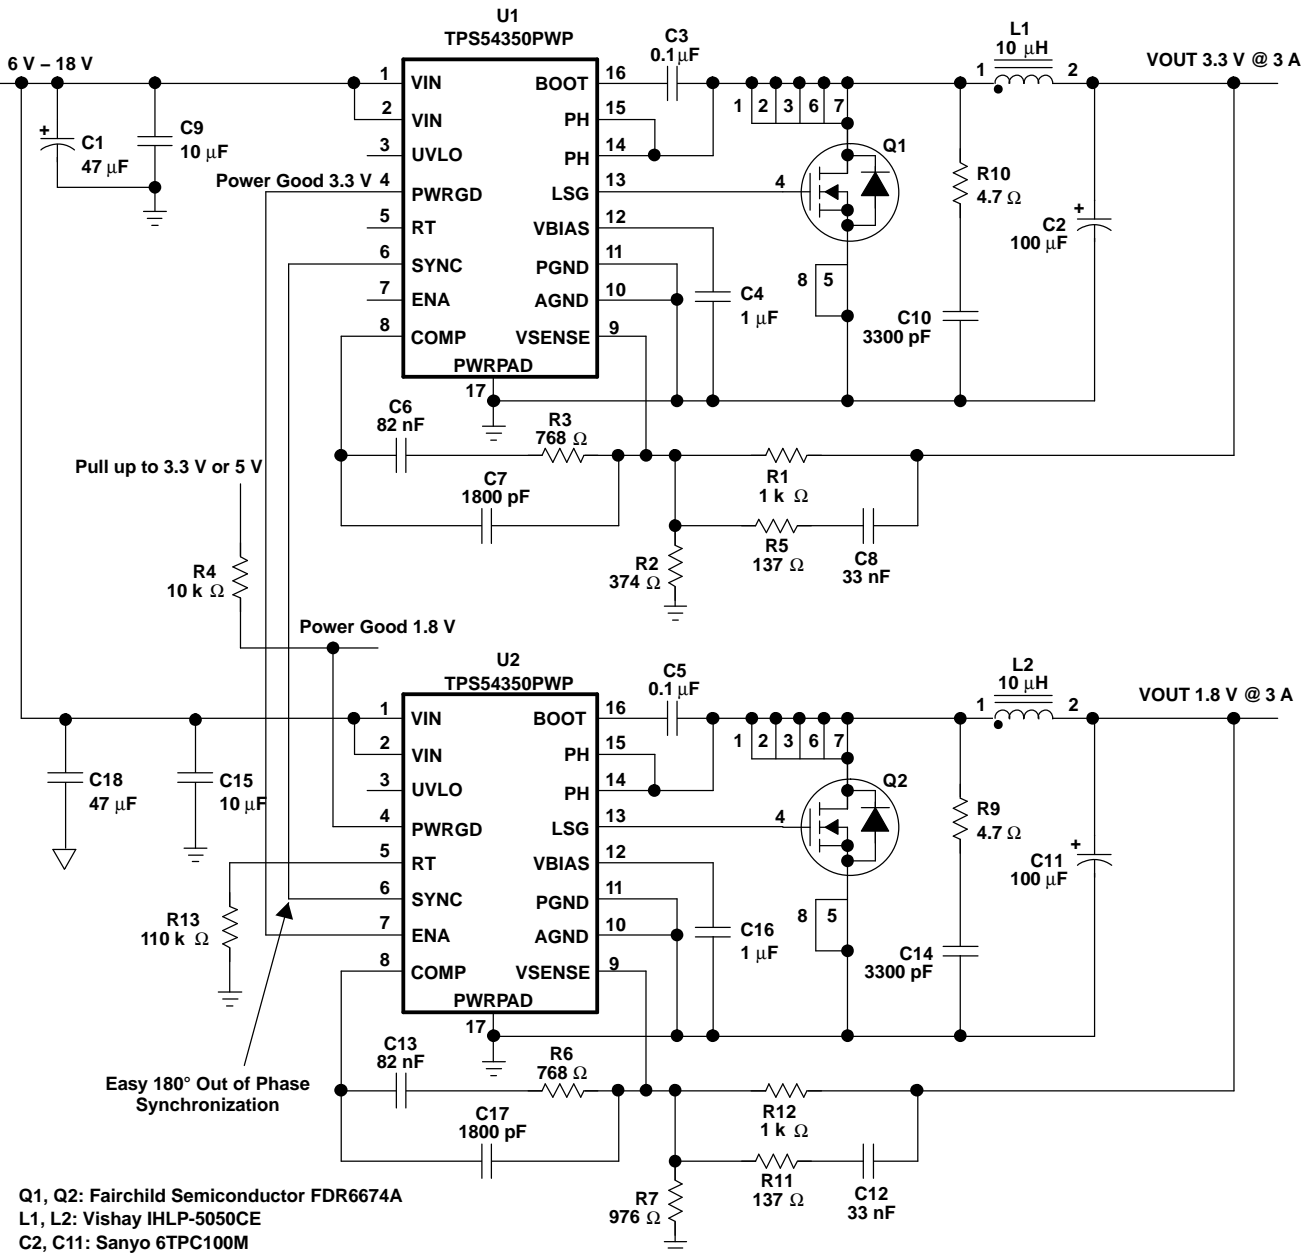 6 V – 18 V
U1
TPS54350PWP
1 VIN
2 VIN
3 UVLO
Power Good 3.3 V 4 PWRGD
5 RT
6 SYNC
7 ENA
8 COMP
PWRPAD
17
BOOT 16
PH 15
PH 14
LSG 13
VBIAS 12
PGND 11
AGND 10
VSENSE 9
C1
47 µF
+
C9
10 µF
C3
0.1 µF
1 2 3 6 7
Q1
4
8 5
C4
1 µF
R10
4.7 Ω
C10
3300 pF
L1
10 µH
1 2
VOUT 3.3 V @ 3 A
+
C2
100 µF
C6
82 nF
R3
768 Ω
C7
1800 pF
R1
1 k Ω
R5
137 Ω
C8
33 nF
R2
374 Ω
Pull up to 3.3 V or 5 V
R4
10 k Ω
Power Good 1.8 V
U2
TPS54350PWP
1 VIN
2 VIN
3 UVLO
4 PWRGD
5 RT
6 SYNC
7 ENA
8 COMP
PWRPAD
17
BOOT 16
PH 15
PH 14
LSG 13
VBIAS 12
PGND 11
AGND 10
VSENSE 9
C18
47 µF
C15
10 µF
R13
110 k Ω
C5
0.1 µF
1 2 3 6 7
Q2
4
8 5
C16
1 µF
R9
4.7 Ω
C14
3300 pF
L2
10 µH
1 2
VOUT 1.8 V @ 3 A
+
C11
100 µF
Easy 180° Out of Phase
Synchronization
C13
82 nF
R6
768 Ω
C17
1800 pF
R12
1 k Ω
R11
137 Ω
C12
33 nF
R7
976 Ω
Q1, Q2: Fairchild Semiconductor FDR6674A
L1, L2: Vishay IHLP-5050CE
C2, C11: Sanyo 6TPC100M